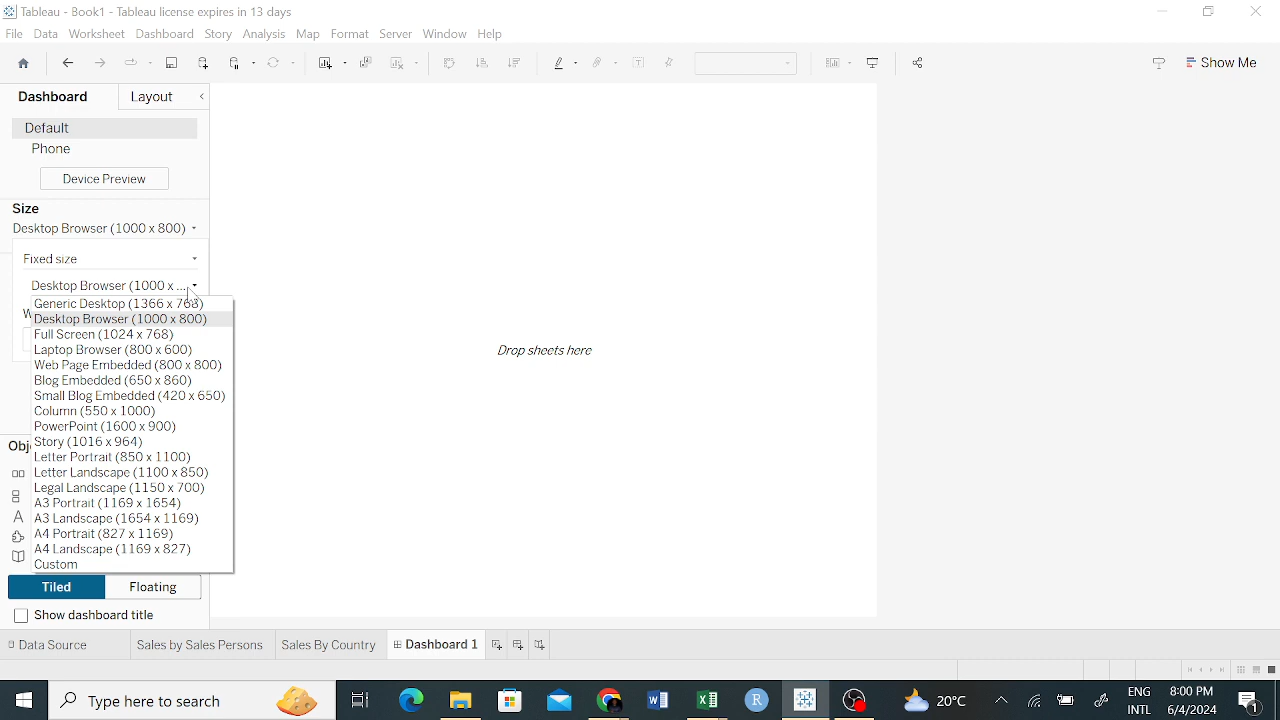 Tableau - Book1 - Tableau license expires in 13 days
File Data Worksheet Dashboard Story Analysis Map Format Server Window Help
Show Me
Dashboard Layout
Default
Phone
Device Preview
Size
Desktop Browser (1000 x 800)
Fixed size
Desktop Browser (1000 x ...
Generic Desktop (1366 x 768)
Desktop Browser (1000 x 800)
Full Screen (1024 x 768)
Laptop Browser (800 x 600)
Web Page Embedded (800 x 800)
Blog Embedded (650 x 860)
Small Blog Embedded (420 x 650)
Column (550 x 1000)
PowerPoint (1600 x 900)
Story (1016 x 964)
Letter Portrait (850 x 1100)
Letter Landscape (1100 x 850)
Legal Landscape (1150 x 700)
A3 Portrait (1169 x 1654)
A3 Landscape (1654 x 1169)
A4 Portrait (827 x 1169)
A4 Landscape (1169 x 827)
Custom
Drop sheets here
Tiled Floating
Show dashboard title
Data Source Sales by Sales Persons Sales By Country Dashboard 1
Type here to search
20°C
ENG
INTL
8:00 PM
6/4/2024
1